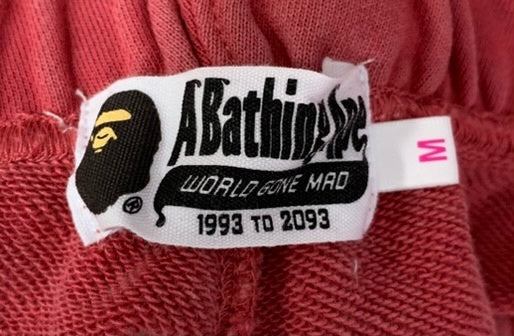 ABathingApe
®
WORLD GONE MAD
1993 TO 2093
M